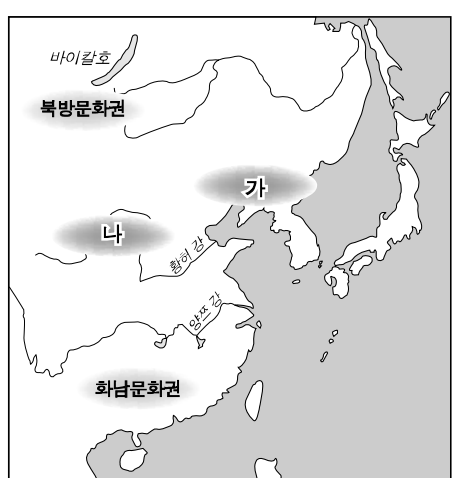 바이칼호
북방문화권
가
나
황허 강
양쯔 강
화남문화권